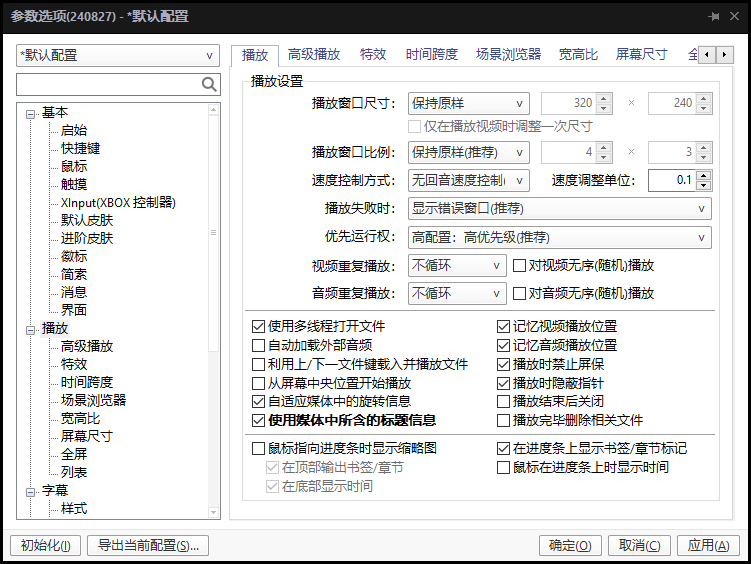 参数选项(240827) - *默认配置
*默认配置
基本
启始
快捷键
鼠标
触摸
XInput(XBOX 控制器)
默认皮肤
进阶皮肤
徽标
简索
消息
界面
播放
高级播放
特效
时间跨度
场景浏览器
宽高比
屏幕尺寸
全屏
列表
字幕
样式
播放 高级播放 特效 时间跨度 场景浏览器 宽高比 屏幕尺寸 全
播放设置
播放窗口尺寸: 保持原样 320 × 240
仅在播放视频时调整一次尺寸
播放窗口比例: 保持原样(推荐) 4 × 3
速度控制方式: 无回音速度控制( 速度调整单位: 0.1
播放失败时: 显示错误窗口(推荐)
优先运行权: 高配置: 高优先级(推荐)
视频重复播放: 不循环 对视频无序(随机)播放
音频重复播放: 不循环 对音频无序(随机)播放
使用多线程打开文件 记忆视频播放位置
自动加载外部音频 记忆音频播放位置
利用上/下一文件键载入并播放文件 播放时禁止屏保
从屏幕中央位置开始播放 播放时隐蔽指针
自适应媒体中的旋转信息 播放结束后关闭
使用媒体中所含的标题信息 播放完毕删除相关文件
鼠标指向进度条时显示缩略图 在进度条上显示书签/章节标记
在顶部输出书签/章节 鼠标在进度条上时显示时间
在底部显示时间
初始化(I) 导出当前配置(S)... 确定(O) 取消(C) 应用(A)